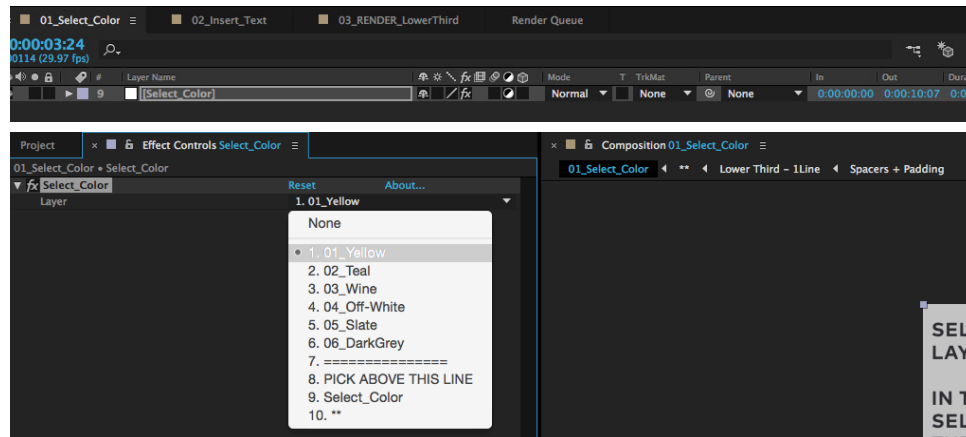 01_Select_Color 02_Insert_Text 03_RENDER_LowerThird Render Queue
0:00:03:24
00114 (29.97 fps)
# Layer Name fx Mode T TrkMat Parent In Out
9 [Select_Color] fx Normal None None 0:00:00:00 0:00:10:07
Project × Effect Controls Select_Color
01_Select_Color • Select_Color
fx Select_Color Reset About...
Layer 1. 01_Yellow
None
1. 01_Yellow
2. 02_Teal
3. 03_Wine
4. 04_Off-White
5. 05_Slate
6. 06_DarkGrey
7. ===============
8. PICK ABOVE THIS LINE
9. Select_Color
10. **
× Composition 01_Select_Color
01_Select_Color ** Lower Third - 1Line Spacers + Padding
SEL
LAY
IN T
SEL